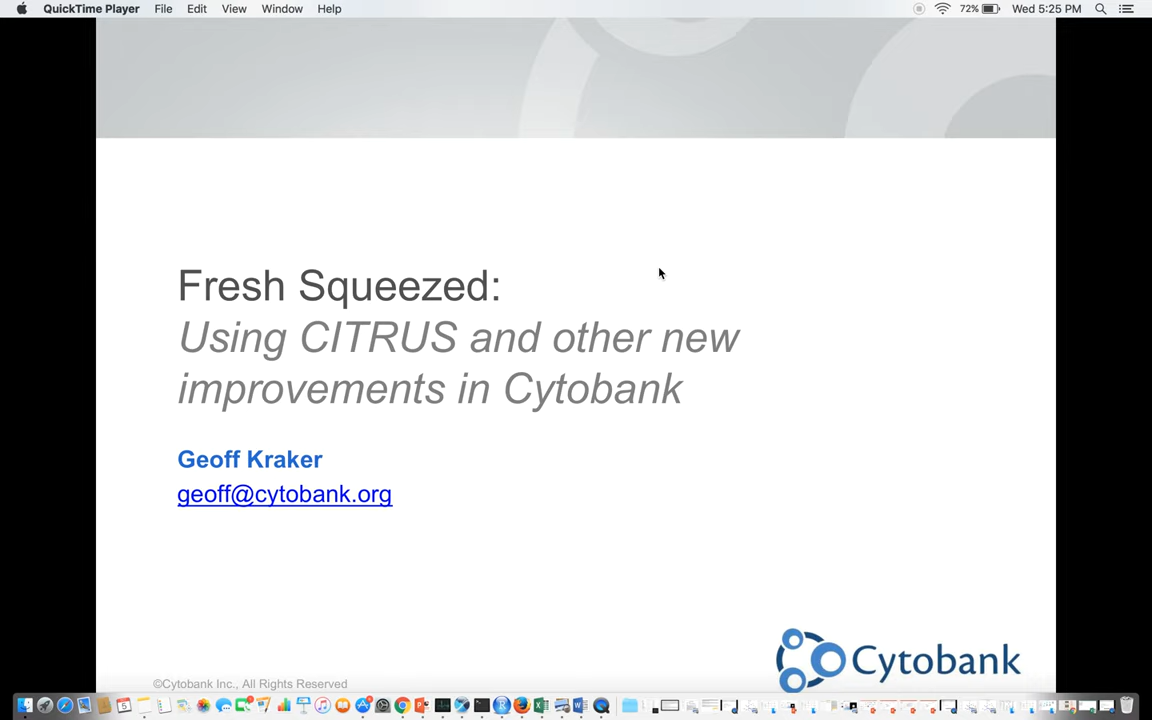 QuickTime Player File Edit View Window Help 72% Wed 5:25 PM
Fresh Squeezed:
Using CITRUS and other new
improvements in Cytobank
Geoff Kraker
geoff@cytobank.org
Cytobank
©Cytobank Inc., All Rights Reserved
5